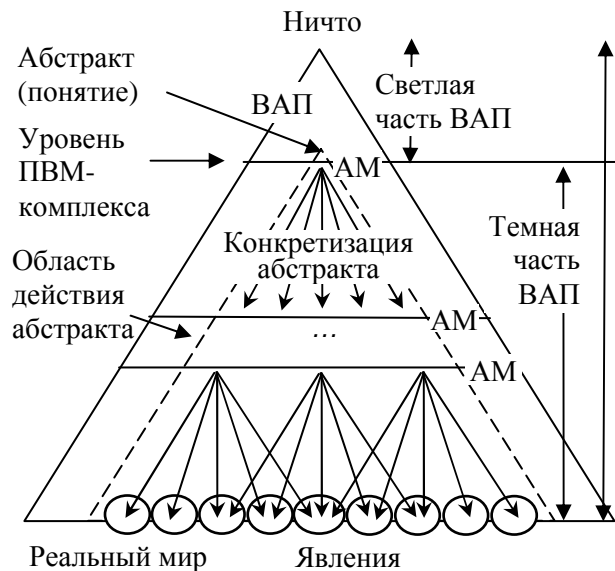 Ничто
Абстракт
(понятие)
ВАП
Светлая
часть ВАП
Уровень
ПВМ-
комплекса
АМ
Конкретизация
абстракта
Темная
часть
ВАП
Область
действия
абстракта
АМ
...
АМ
Реальный мир
Явления